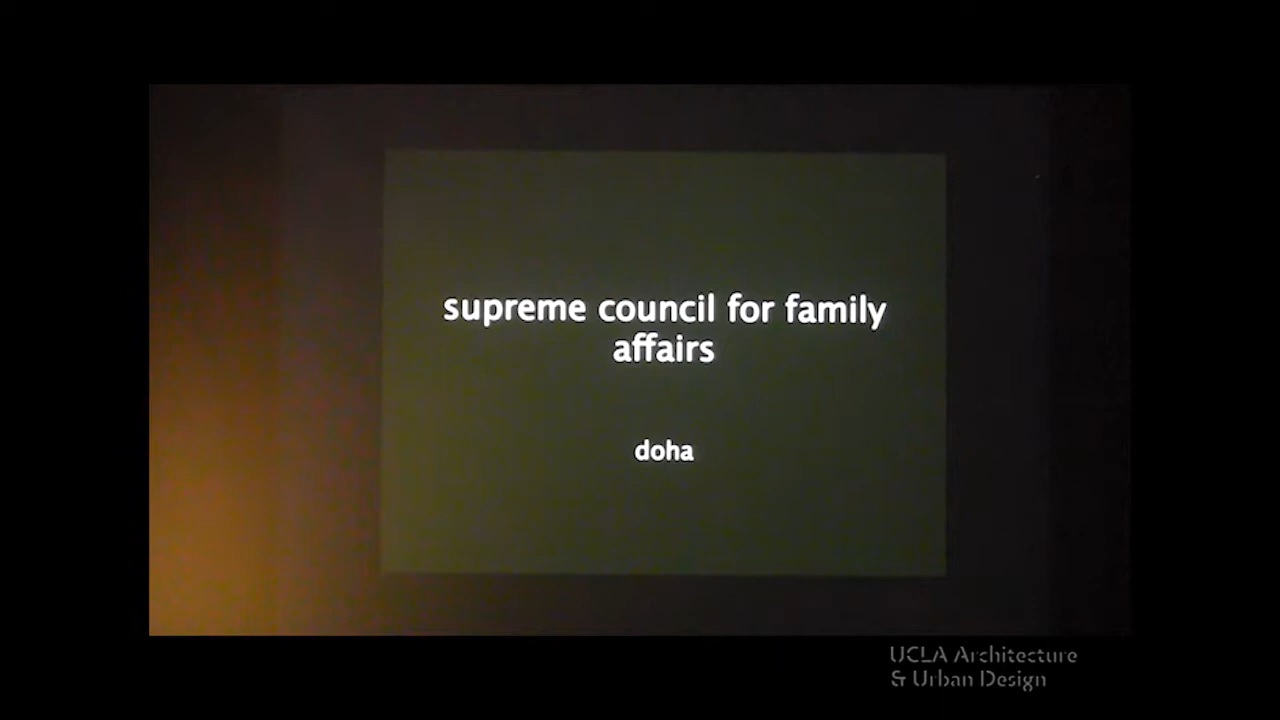 supreme council for family
affairs
doha
UCLA Architecture
& Urban Design